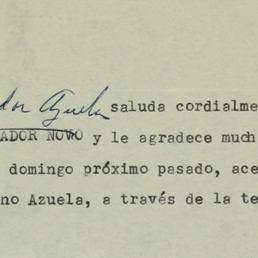 dor Azuela saluda cordialme
ADOR NOVO y le agradece much
domingo próximo pasado, ace
no Azuela, a través de la te